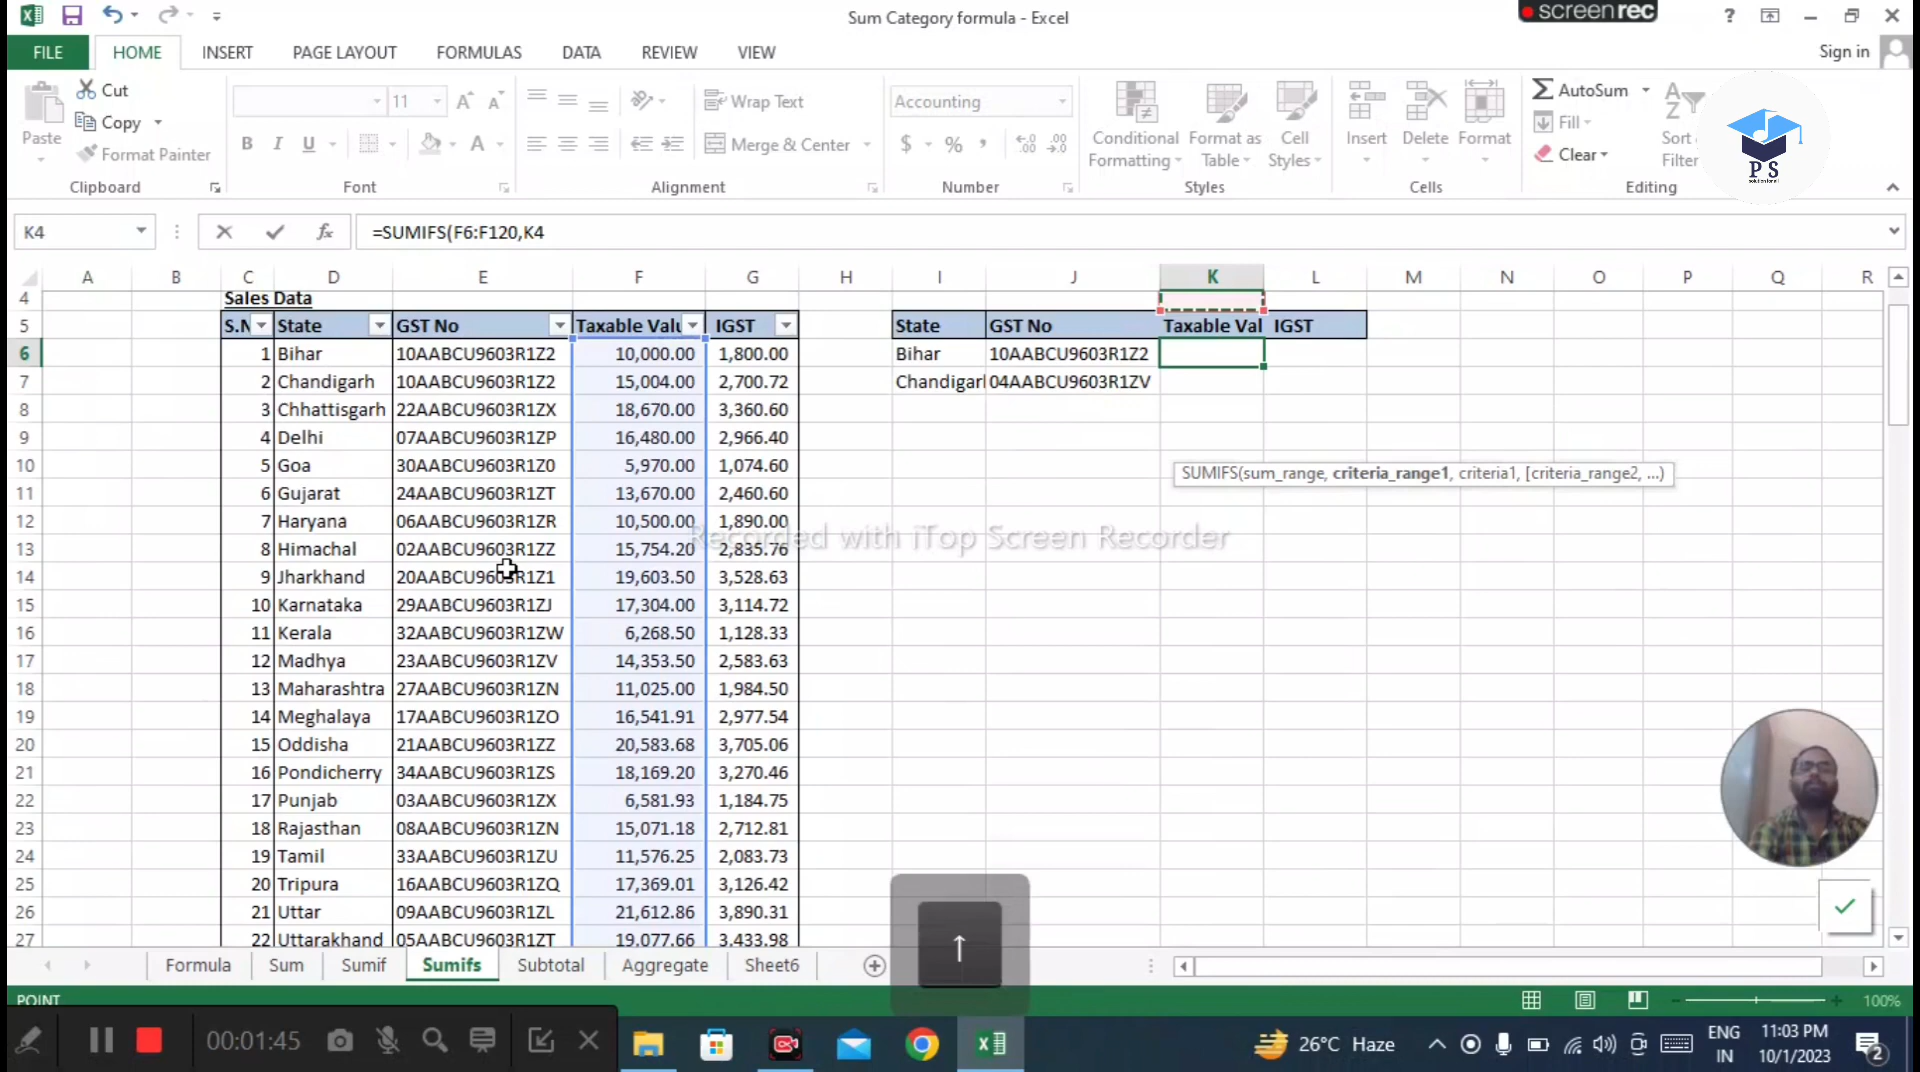 Sum Category formula - Excel
screenrec
?
FILE HOME INSERT PAGE LAYOUT FORMULAS DATA REVIEW VIEW
Sign in
Paste
Cut
Copy
Format Painter
Clipboard
11
A A
B I U A
Font
Wrap Text
Merge & Center
Alignment
Accounting
$ % ,
Number
Conditional Formatting
Format as Table
Cell Styles
Styles
Insert Delete Format
Cells
AutoSum
Fill
Clear
Sort
Filter
Editing
P S
K4
fx
=SUMIFS(F6:F120,K4
A B C D E F G H I J K L M N O P Q R
4 Sales Data
5 S.N State GST No Taxable Valu IGST State GST No Taxable Val IGST
6 1 Bihar 10AABCU9603R1Z2 10,000.00 1,800.00 Bihar 10AABCU9603R1Z2
7 2 Chandigarh 10AABCU9603R1Z2 15,004.00 2,700.72 Chandigarl 04AABCU9603R1ZV
8 3 Chhattisgarh 22AABCU9603R1ZX 18,670.00 3,360.60
9 4 Delhi 07AABCU9603R1ZP 16,480.00 2,966.40
SUMIFS(sum_range, criteria_range1, criteria1, [criteria_range2, ...)
10 5 Goa 30AABCU9603R1Z0 5,970.00 1,074.60
11 6 Gujarat 24AABCU9603R1ZT 13,670.00 2,460.60
12 7 Haryana 06AABCU9603R1ZR 10,500.00 1,890.00
Recorded with iTop Screen Recorder
13 8 Himachal 02AABCU9603R1ZZ 15,754.20 2,835.76
14 9 Jharkhand 20AABCU9603R1Z1 19,603.50 3,528.63
15 10 Karnataka 29AABCU9603R1ZJ 17,304.00 3,114.72
16 11 Kerala 32AABCU9603R1ZW 6,268.50 1,128.33
17 12 Madhya 23AABCU9603R1ZV 14,353.50 2,583.63
18 13 Maharashtra 27AABCU9603R1ZN 11,025.00 1,984.50
19 14 Meghalaya 17AABCU9603R1ZO 16,541.91 2,977.54
20 15 Oddisha 21AABCU9603R1ZZ 20,583.68 3,705.06
21 16 Pondicherry 34AABCU9603R1ZS 18,169.20 3,270.46
22 17 Punjab 03AABCU9603R1ZX 6,581.93 1,184.75
23 18 Rajasthan 08AABCU9603R1ZN 15,071.18 2,712.81
24 19 Tamil 33AABCU9603R1ZU 11,576.25 2,083.73
25 20 Tripura 16AABCU9603R1ZQ 17,369.01 3,126.42
26 21 Uttar 09AABCU9603R1ZL 21,612.86 3,890.31
27 22 Uttarakhand 05AABCU9603R1ZT 19,077.66 3,433.98
Formula Sum Sumif Sumifs Subtotal Aggregate Sheet6
POINT
100%
00:01:45
26°C Haze
ENG
IN
11:03 PM
10/1/2023
2